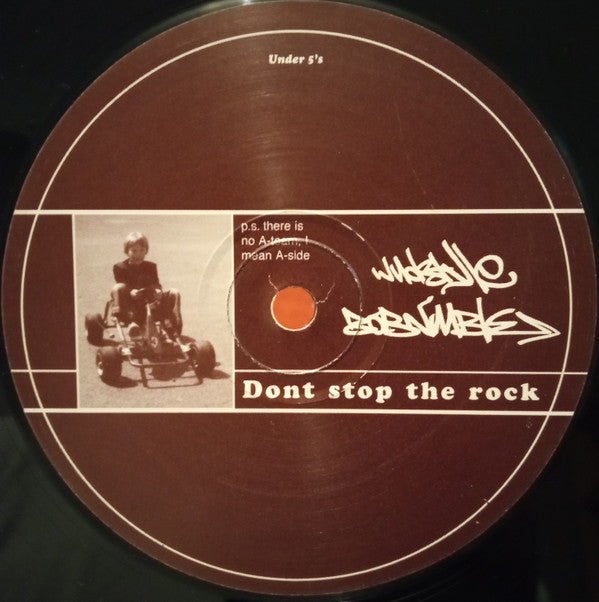 Under 5's
p.s. there is
no A-team, I
mean A-side
Dont stop the rock